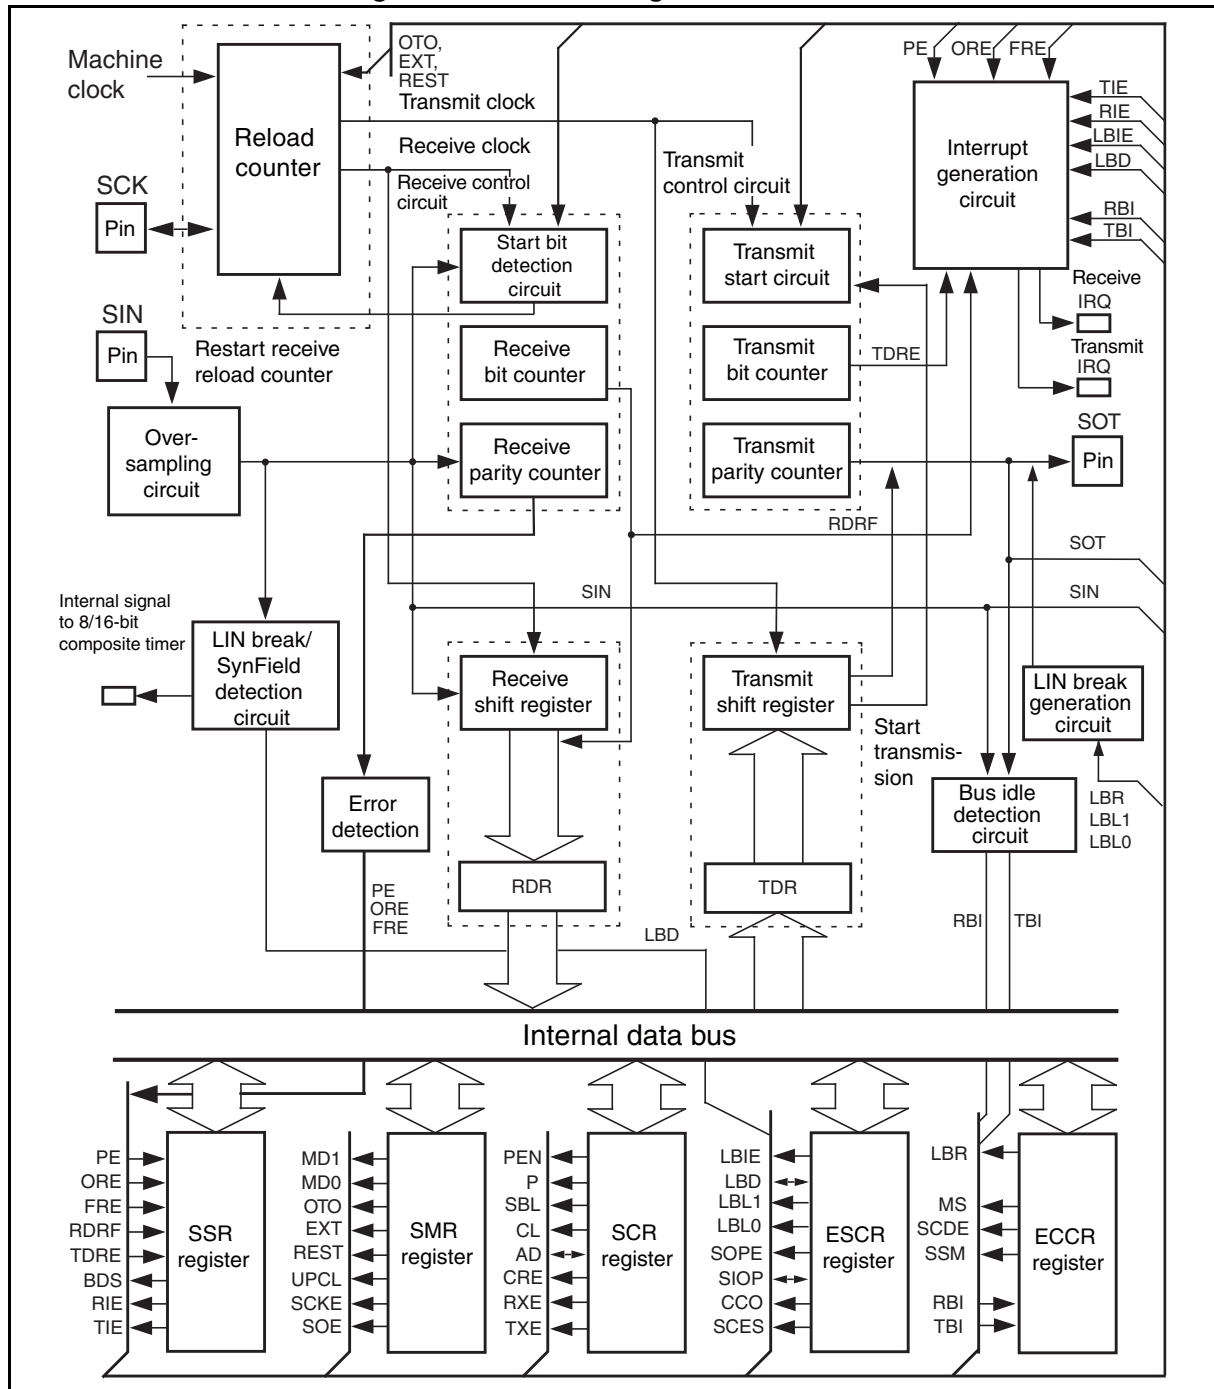 OTO,
EXT,
REST
PE
ORE
FRE
Machine
clock
Reload
counter
Transmit clock
Receive clock
Receive control
circuit
Transmit
control circuit
Interrupt
generation
circuit
TIE
RIE
LBIE
LBD
RBI
TBI
SCK
Pin
Start bit
detection
circuit
Transmit
start circuit
Receive
IRQ
Transmit
IRQ
SIN
Pin
Restart receive
reload counter
Receive
bit counter
Transmit
bit counter
TDRE
Over-
sampling
circuit
Receive
parity counter
Transmit
parity counter
SOT
Pin
RDRF
SOT
SIN
SIN
Internal signal
to 8/16-bit
composite timer
LIN break/
SynField
detection
circuit
Receive
shift register
Transmit
shift register
LIN break
generation
circuit
Start
transmis-
sion
Error
detection
Bus idle
detection
circuit
LBR
LBL1
LBL0
RDR
TDR
PE
ORE
FRE
LBD
RBI
TBI
Internal data bus
PE
ORE
FRE
RDRF
TDRE
BDS
RIE
TIE
SSR
register
MD1
MD0
OTO
EXT
REST
UPCL
SCKE
SOE
SMR
register
PEN
P
SBL
CL
AD
CRE
RXE
TXE
SCR
register
LBIE
LBD
LBL1
LBL0
SOPE
SIOP
CCO
SCES
ESCR
register
LBR
MS
SCDE
SSM
RBI
TBI
ECCR
register